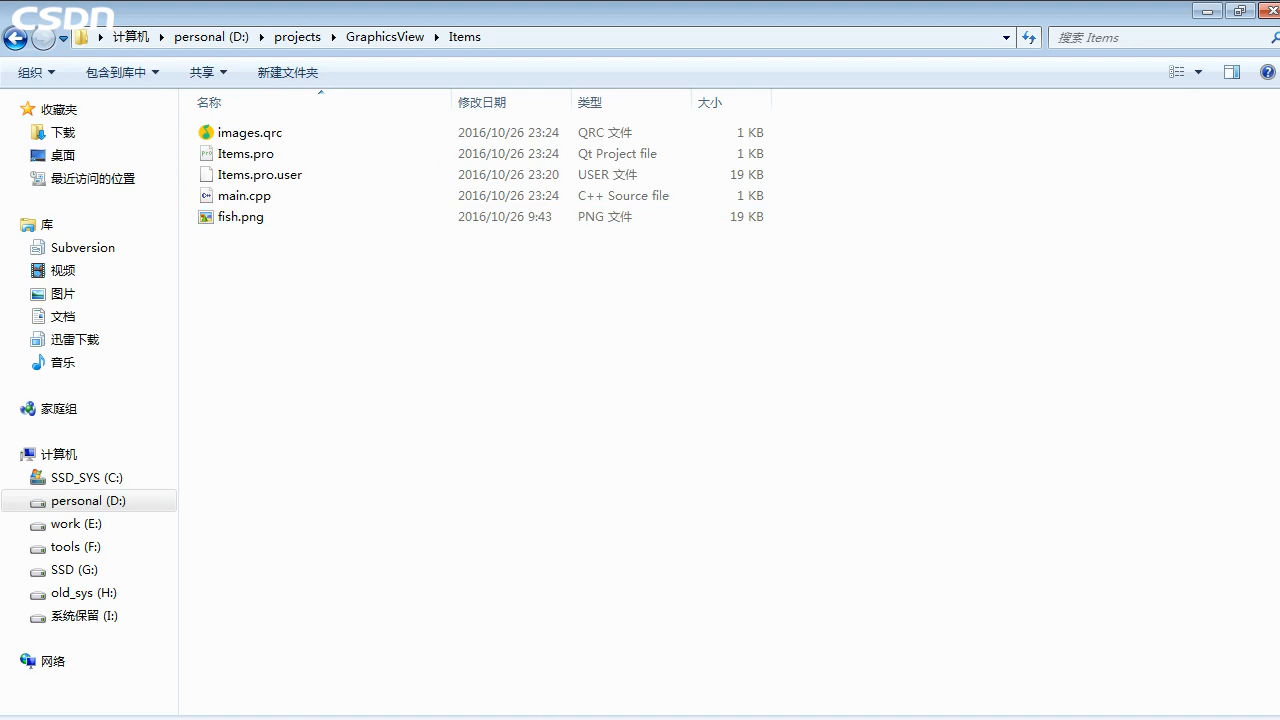 CSDN
计算机 personal (D:) projects GraphicsView Items
搜索 Items
组织 包含到库中 共享 新建文件夹
名称 修改日期 类型 大小
images.qrc 2016/10/26 23:24 QRC 文件 1 KB
Items.pro 2016/10/26 23:24 Qt Project file 1 KB
Items.pro.user 2016/10/26 23:20 USER 文件 19 KB
main.cpp 2016/10/26 23:24 C++ Source file 1 KB
fish.png 2016/10/26 9:43 PNG 文件 19 KB
收藏夹
下载
桌面
最近访问的位置
库
Subversion
视频
图片
文档
迅雷下载
音乐
家庭组
计算机
SSD_SYS (C:)
personal (D:)
work (E:)
tools (F:)
SSD (G:)
old_sys (H:)
系统保留 (I:)
网络